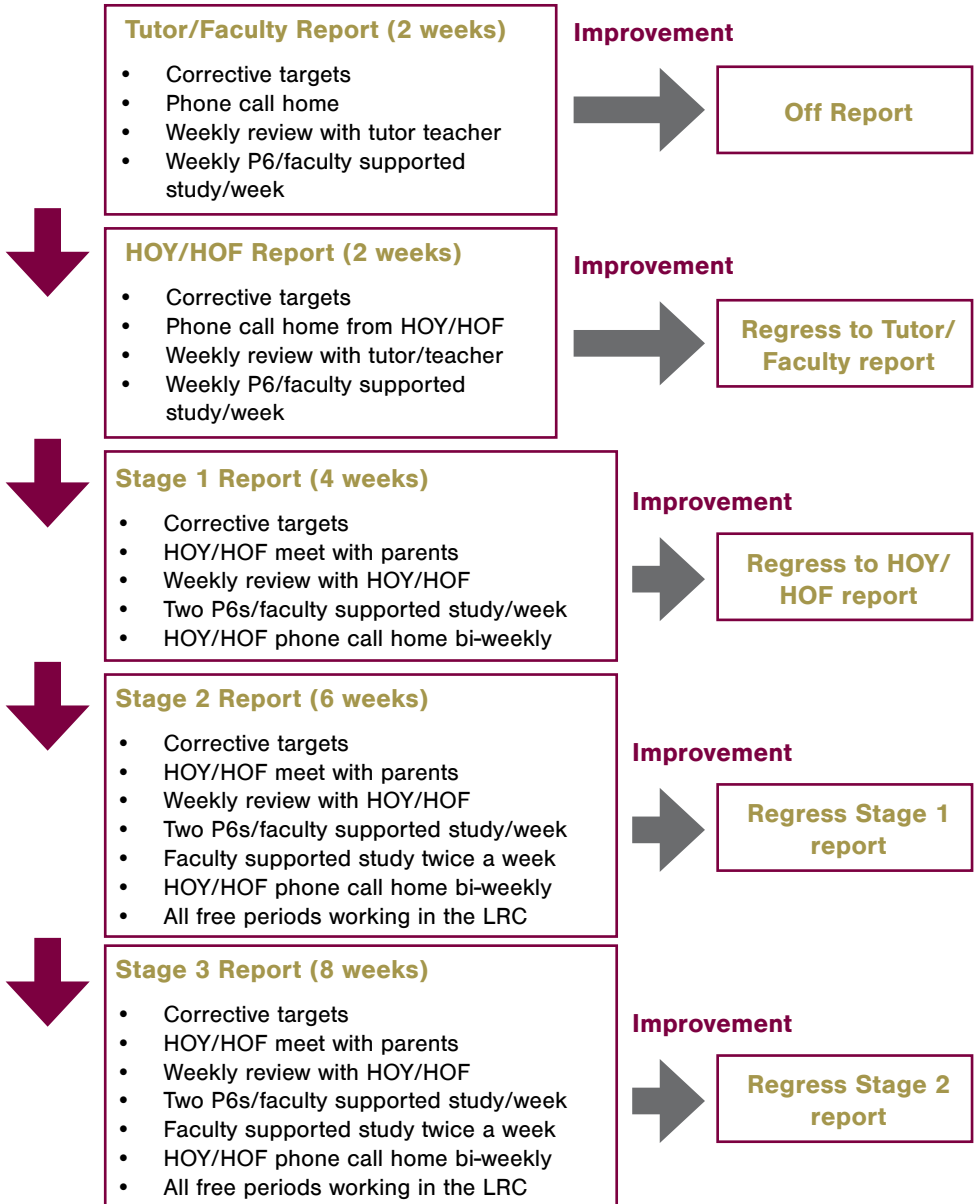 Tutor/Faculty Report (2 weeks)
• Corrective targets
• Phone call home
• Weekly review with tutor teacher
• Weekly P6/faculty supported
study/week
Improvement
Off Report
HOY/HOF Report (2 weeks)
• Corrective targets
• Phone call home from HOY/HOF
• Weekly review with tutor/teacher
• Weekly P6/faculty supported
study/week
Improvement
Regress to Tutor/
Faculty report
Stage 1 Report (4 weeks)
• Corrective targets
• HOY/HOF meet with parents
• Weekly review with HOY/HOF
• Two P6s/faculty supported study/week
• HOY/HOF phone call home bi-weekly
Improvement
Regress to HOY/
HOF report
Stage 2 Report (6 weeks)
• Corrective targets
• HOY/HOF meet with parents
• Weekly review with HOY/HOF
• Two P6s/faculty supported study/week
• Faculty supported study twice a week
• HOY/HOF phone call home bi-weekly
• All free periods working in the LRC
Improvement
Regress Stage 1
report
Stage 3 Report (8 weeks)
• Corrective targets
• HOY/HOF meet with parents
• Weekly review with HOY/HOF
• Two P6s/faculty supported study/week
• Faculty supported study twice a week
• HOY/HOF phone call home bi-weekly
• All free periods working in the LRC
Improvement
Regress Stage 2
report